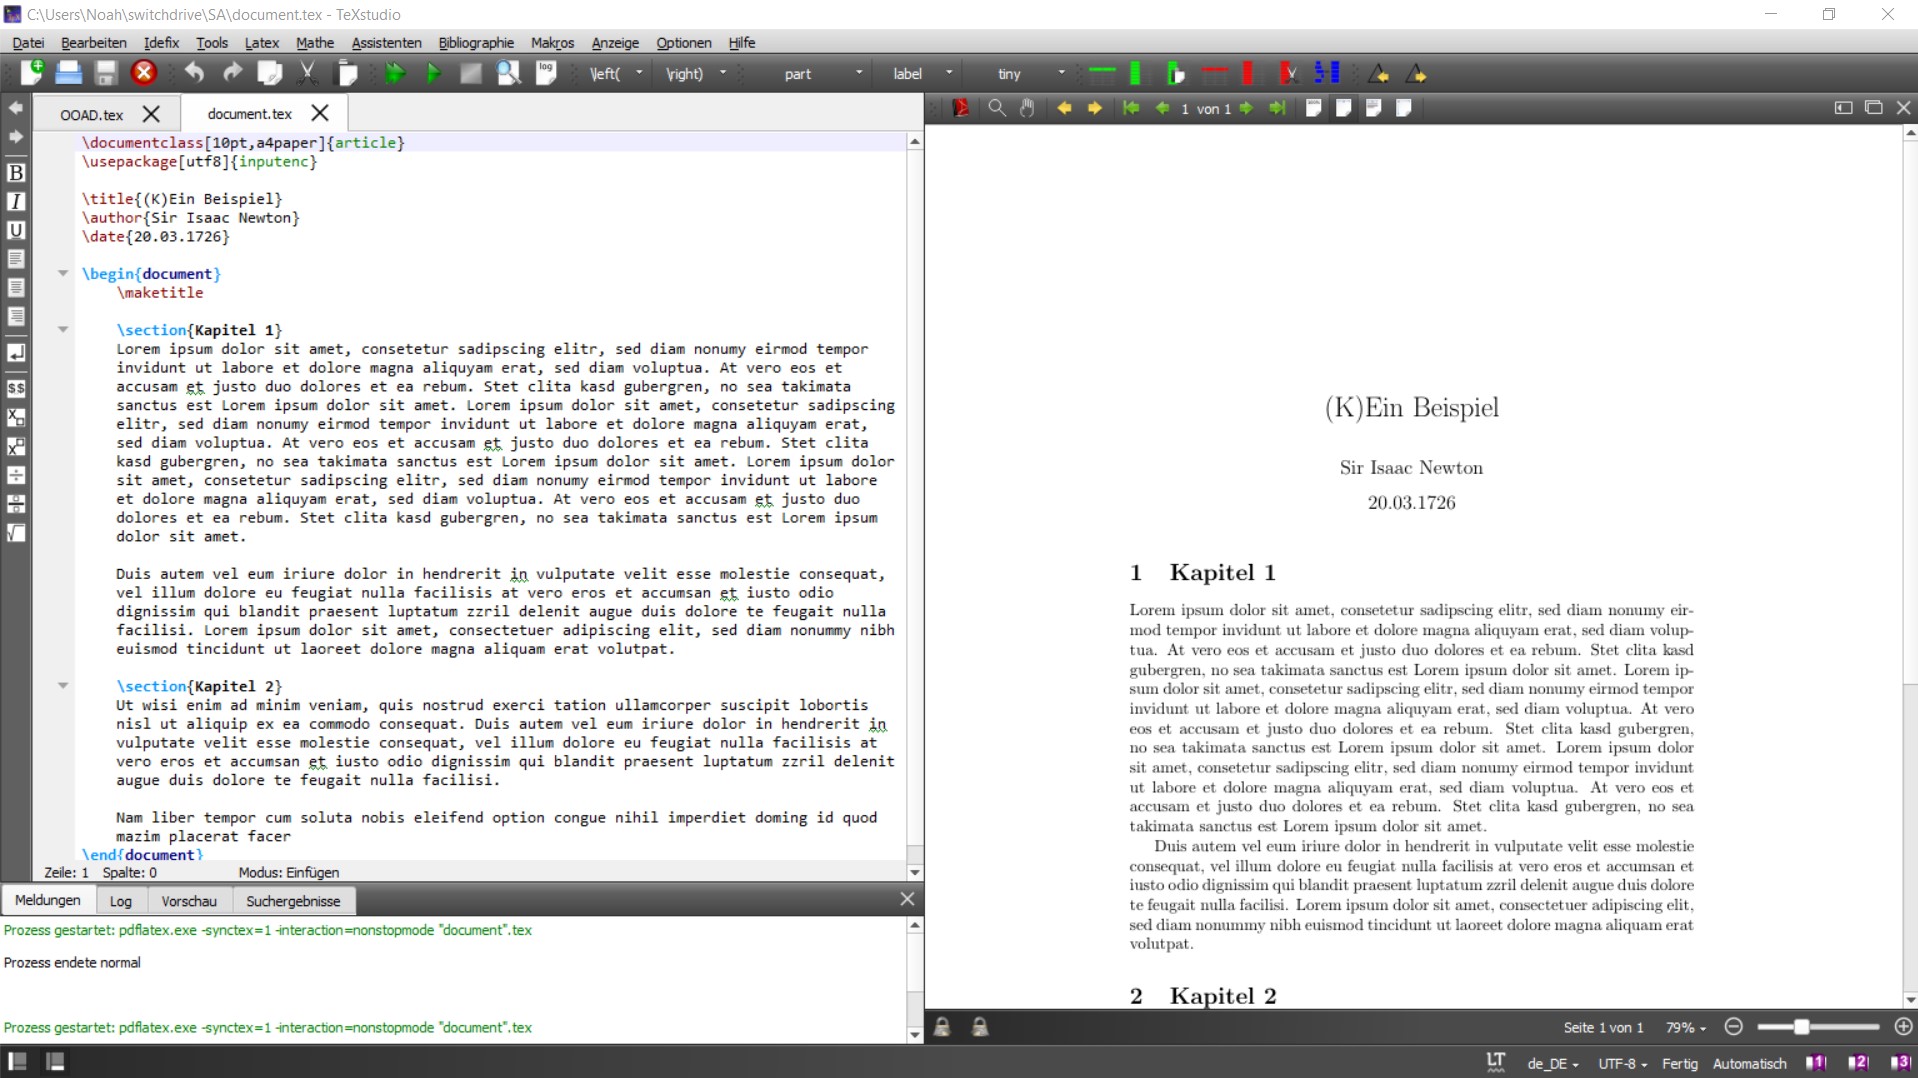 C:\Users\Noah\switchdrive\SA\document.tex - TeXstudio
Datei Bearbeiten Idefix Tools Latex Mathe Assistenten Bibliographie Makros Anzeige Optionen Hilfe
log \left( \right) part label tiny
OOAD.tex document.tex
1 von 1
\documentclass[10pt,a4paper]{article}
\usepackage[utf8]{inputenc}
\title{(K)Ein Beispiel}
\author{Sir Isaac Newton}
\date{20.03.1726}
\begin{document}
\maketitle
\section{Kapitel 1}
Lorem ipsum dolor sit amet, consetetur sadipscing elitr, sed diam nonumy eirmod tempor
invidunt ut labore et dolore magna aliquyam erat, sed diam voluptua. At vero eos et
accusam et justo duo dolores et ea rebum. Stet clita kasd gubergren, no sea takimata
sanctus est Lorem ipsum dolor sit amet. Lorem ipsum dolor sit amet, consetetur sadipscing
elitr, sed diam nonumy eirmod tempor invidunt ut labore et dolore magna aliquyam erat,
sed diam voluptua. At vero eos et accusam et justo duo dolores et ea rebum. Stet clita
kasd gubergren, no sea takimata sanctus est Lorem ipsum dolor sit amet. Lorem ipsum dolor
sit amet, consetetur sadipscing elitr, sed diam nonumy eirmod tempor invidunt ut labore
et dolore magna aliquyam erat, sed diam voluptua. At vero eos et accusam et justo duo
dolores et ea rebum. Stet clita kasd gubergren, no sea takimata sanctus est Lorem ipsum
dolor sit amet.
Duis autem vel eum iriure dolor in hendrerit in vulputate velit esse molestie consequat,
vel illum dolore eu feugiat nulla facilisis at vero eros et accumsan et iusto odio
dignissim qui blandit praesent luptatum zzril delenit augue duis dolore te feugait nulla
facilisi. Lorem ipsum dolor sit amet, consectetuer adipiscing elit, sed diam nonummy nibh
euismod tincidunt ut laoreet dolore magna aliquam erat volutpat.
\section{Kapitel 2}
Ut wisi enim ad minim veniam, quis nostrud exerci tation ullamcorper suscipit lobortis
nisl ut aliquip ex ea commodo consequat. Duis autem vel eum iriure dolor in hendrerit in
vulputate velit esse molestie consequat, vel illum dolore eu feugiat nulla facilisis at
vero eros et accumsan et iusto odio dignissim qui blandit praesent luptatum zzril delenit
augue duis dolore te feugait nulla facilisi.
Nam liber tempor cum soluta nobis eleifend option congue nihil imperdiet doming id quod
mazim placerat facer
\end{document}
Zeile: 1 Spalte: 0 Modus: Einfügen
Meldungen Log Vorschau Suchergebnisse
Prozess gestartet: pdflatex.exe -synctex=1 -interaction=nonstopmode "document".tex
Prozess endete normal
Prozess gestartet: pdflatex.exe -synctex=1 -interaction=nonstopmode "document".tex
(K)Ein Beispiel
Sir Isaac Newton
20.03.1726
1 Kapitel 1
Lorem ipsum dolor sit amet, consetetur sadipscing elitr, sed diam nonumy eir-
mod tempor invidunt ut labore et dolore magna aliquyam erat, sed diam volup-
tua. At vero eos et accusam et justo duo dolores et ea rebum. Stet clita kasd
gubergren, no sea takimata sanctus est Lorem ipsum dolor sit amet. Lorem ip-
sum dolor sit amet, consetetur sadipscing elitr, sed diam nonumy eirmod tempor
invidunt ut labore et dolore magna aliquyam erat, sed diam voluptua. At vero
eos et accusam et justo duo dolores et ea rebum. Stet clita kasd gubergren,
no sea takimata sanctus est Lorem ipsum dolor sit amet. Lorem ipsum dolor
sit amet, consetetur sadipscing elitr, sed diam nonumy eirmod tempor invidunt
ut labore et dolore magna aliquyam erat, sed diam voluptua. At vero eos et
accusam et justo duo dolores et ea rebum. Stet clita kasd gubergren, no sea
takimata sanctus est Lorem ipsum dolor sit amet.
Duis autem vel eum iriure dolor in hendrerit in vulputate velit esse molestie
consequat, vel illum dolore eu feugiat nulla facilisis at vero eros et accumsan et
iusto odio dignissim qui blandit praesent luptatum zzril delenit augue duis dolore
te feugait nulla facilisi. Lorem ipsum dolor sit amet, consectetuer adipiscing elit,
sed diam nonummy nibh euismod tincidunt ut laoreet dolore magna aliquam erat
volutpat.
2 Kapitel 2
Seite 1 von 1 79%
LT de_DE UTF-8 Fertig Automatisch 1 2 3